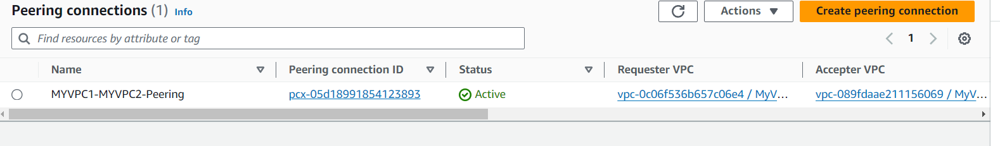 Peering connections (1) Info
Actions
Create peering connection
Find resources by attribute or tag
1
Name Peering connection ID Status Requester VPC Accepter VPC
MYVPC1-MYVPC2-Peering pcx-05d18991854123893 Active vpc-0c06f536b657c06e4 / MyV... vpc-089fdaae211156069 / MyV...